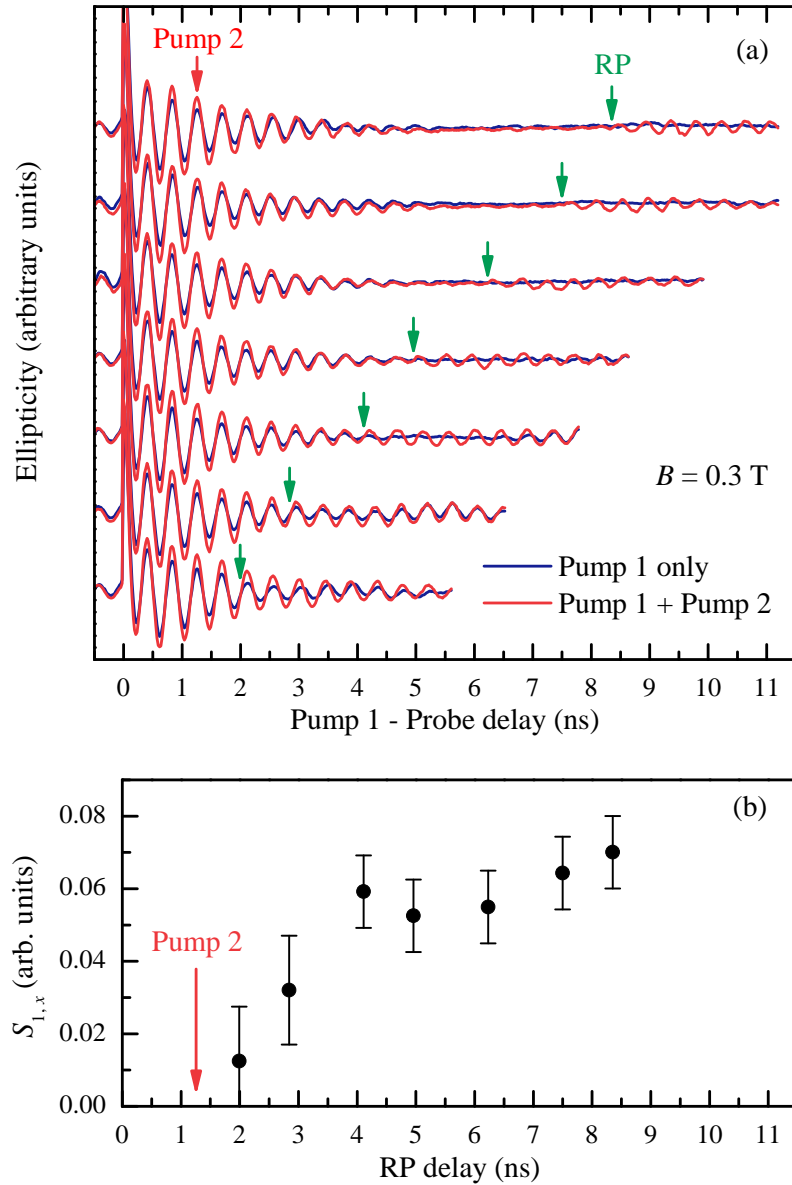 Pump 2
(a)
RP
Ellipticity (arbitrary units)
B = 0.3 T
Pump 1 only
Pump 1 + Pump 2
0 1 2 3 4 5 6 7 8 9 10 11
Pump 1 - Probe delay (ns)
(b)
0.08
0.06
0.04
0.02
0.00
S1,x (arb. units)
Pump 2
0 1 2 3 4 5 6 7 8 9 10 11
RP delay (ns)